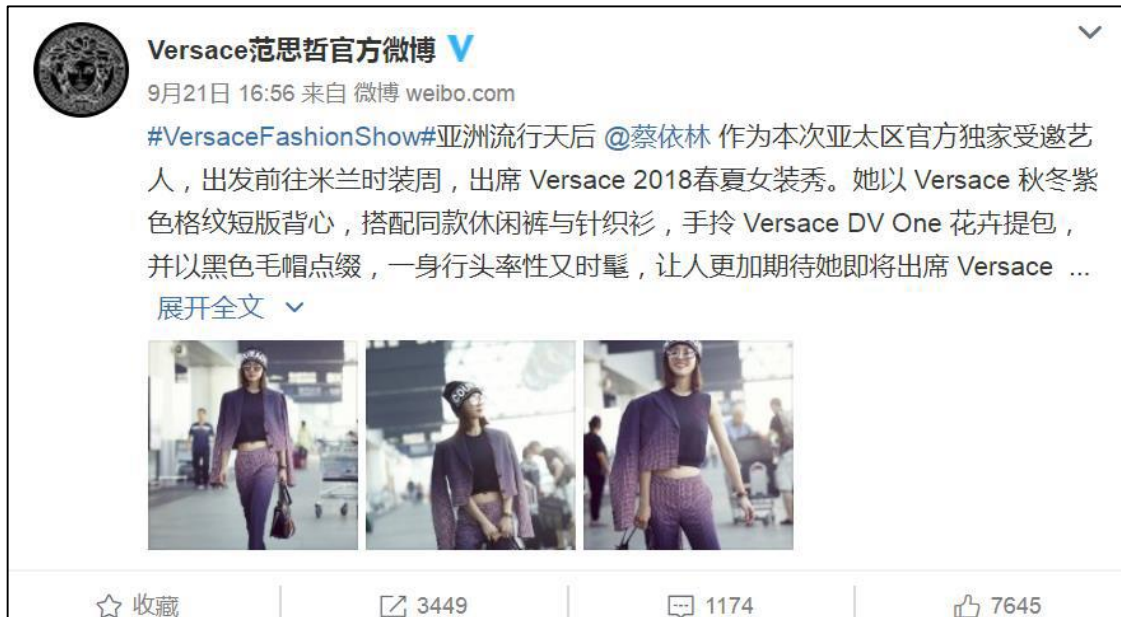 Versace范思哲官方微博 V
9月21日 16:56 来自 微博 weibo.com
#VersaceFashionShow#亚洲流行天后 @蔡依林 作为本次亚太区官方独家受邀艺
人，出发前往米兰时装周，出席 Versace 2018春夏女装秀。她以 Versace 秋冬紫
色格纹短版背心，搭配同款休闲裤与针织衫，手拎 Versace DV One 花卉提包，
并以黑色毛帽点缀，一身行头率性又时髦，让人更加期待她即将出席 Versace ...
展开全文
收藏 3449 1174 7645